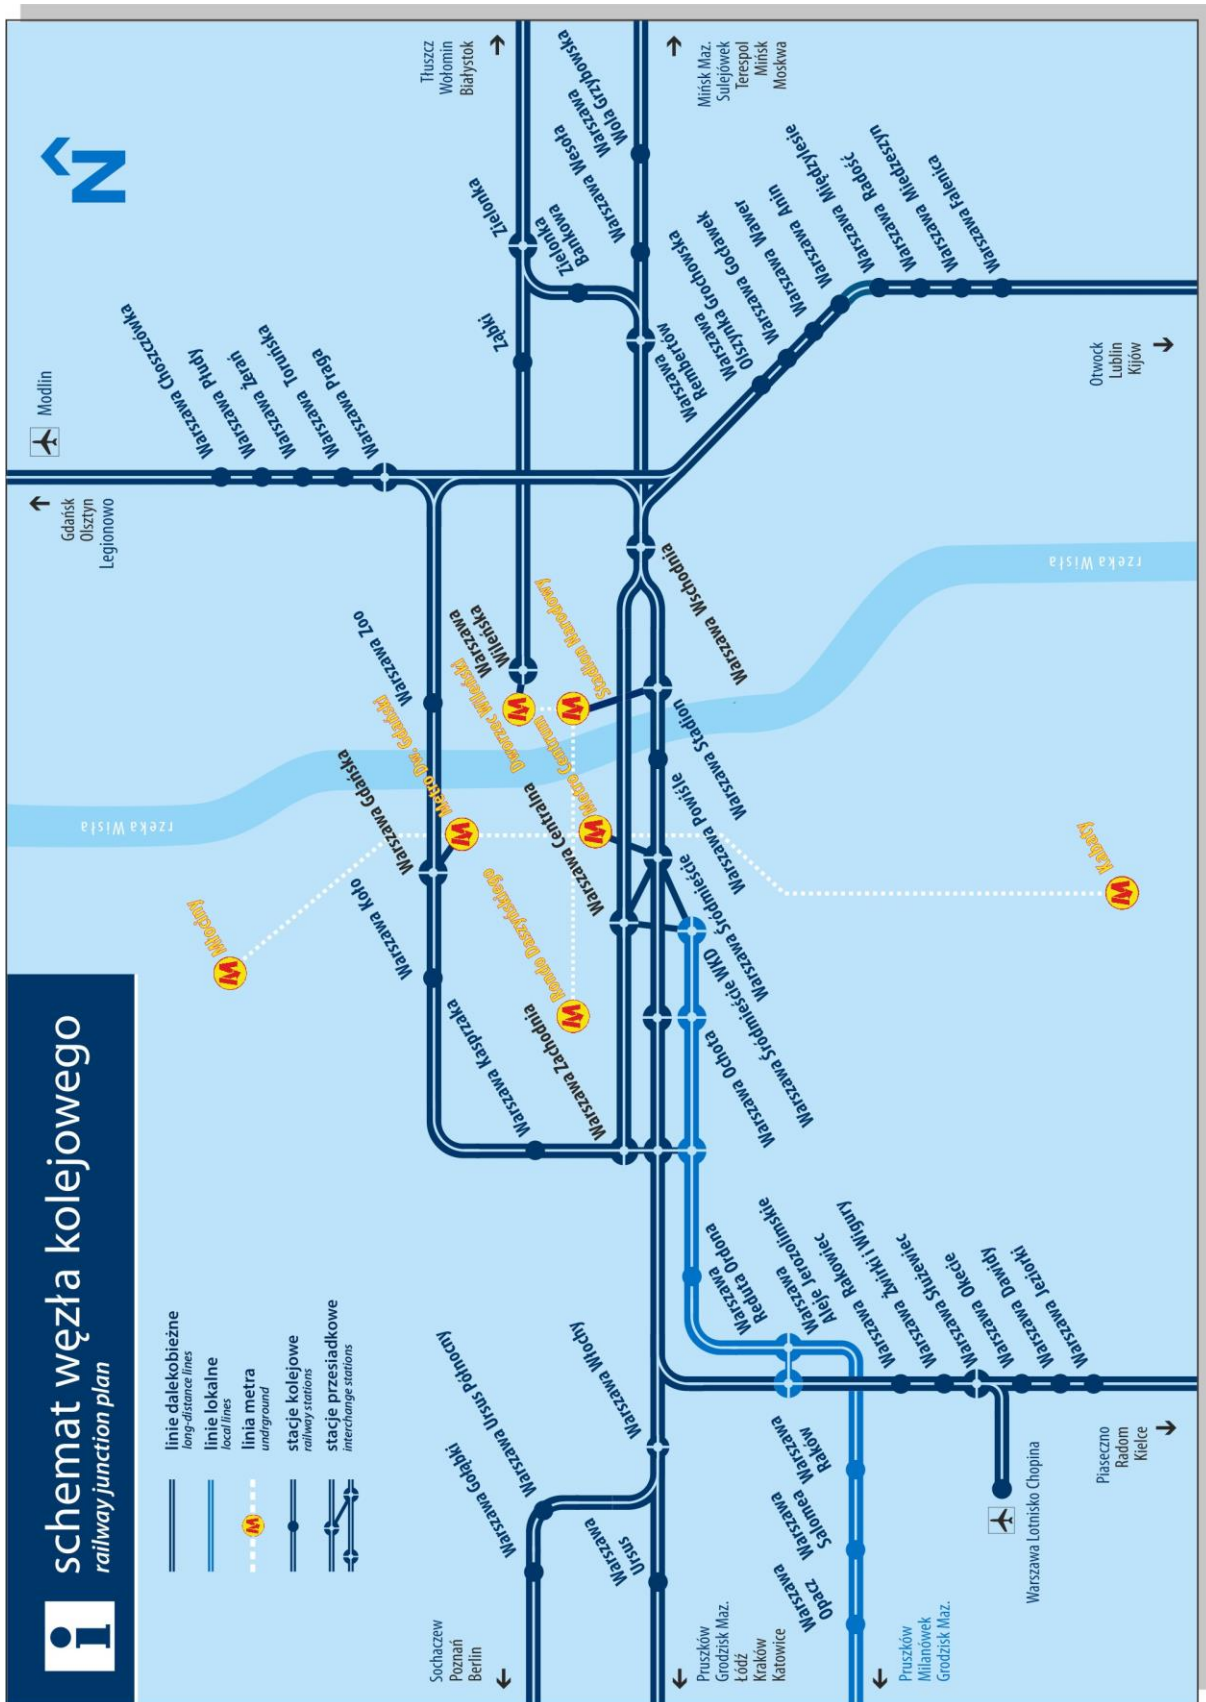 schemat węzła kolejowego
railway junction plan
linie dalekobieżne
long-distance lines
linie lokalne
local lines
linia metra
undrground
stacje kolejowe
railway stations
stacje przesiadkowe
interchange stations
N
Gdańsk
Olsztyn
Legionowo
Modlin
Warszawa Choszczówka
Warszawa Płudy
Warszawa Żerań
Warszawa Toruńska
Warszawa Praga
Tłuszcz
Wołomin
Białystok
Mińsk Maz.
Sulejówek
Terespol
Mińsk
Moskwa
Zielonka
Zielonka
Bankowa
Ząbki
Warszawa
Wola Grzybowska
Warszawa Wesoła
Warszawa
Rembertów
Warszawa
Olszynka Grochowska
Warszawa Gocławek
Warszawa Wawer
Warszawa Anin
Warszawa Międzylesie
Warszawa Radość
Warszawa Miedzeszyn
Warszawa Falenica
Otwock
Lublin
Kijów
rzeka Wisła
rzeka Wisła
Młociny
Warszawa Koło
Warszawa Gdańska
Metro Dw. Gdański
Warszawa Zoo
Warszawa
Wileńska
Dworzec Wileński
Stadion Narodowy
Metro Centrum
Rondo Daszyńskiego
Kabaty
Warszawa Kasprzaka
Warszawa Zachodnia
Warszawa Centralna
Warszawa Wschodnia
Warszawa Stadion
Warszawa Powiśle
Warszawa Śródmieście
Warszawa Śródmieście WKD
Warszawa Ochota
Warszawa
Reduta Ordona
Warszawa
Aleje Jerozolimskie
Warszawa Rakowiec
Warszawa Żwirki i Wigury
Warszawa Służewiec
Warszawa Okęcie
Warszawa Dawidy
Warszawa Jeziorki
Warszawa Gołąbki
Warszawa Ursus Północny
Warszawa Włochy
Warszawa
Ursus
Warszawa
Raków
Warszawa
Salomea
Warszawa
Opacz
Warszawa Lotnisko Chopina
Sochaczew
Poznań
Berlin
Pruszków
Grodzisk Maz.
Łódź
Kraków
Katowice
Pruszków
Milanówek
Grodzisk Maz.
Piaseczno
Radom
Kielce